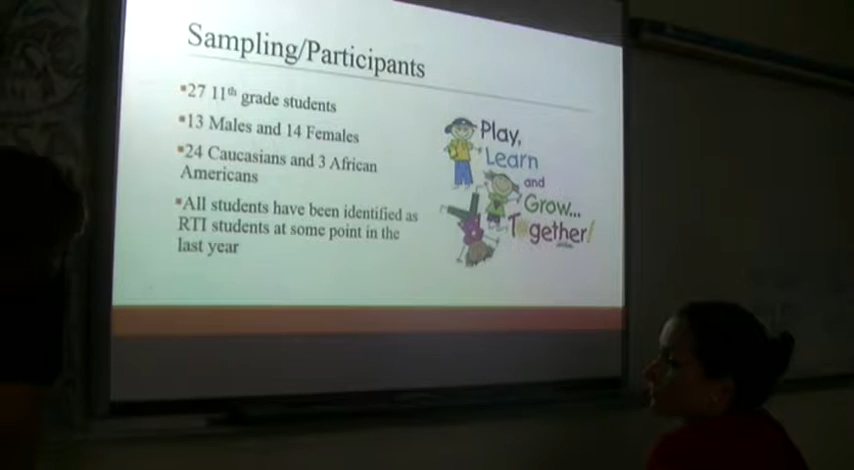 Sampling/Participants
▪27 11th grade students
▪13 Males and 14 Females
▪24 Caucasians and 3 African
Americans
▪All students have been identified as
RTI students at some point in the
last year
Play,
Learn
and
Grow...
Together!